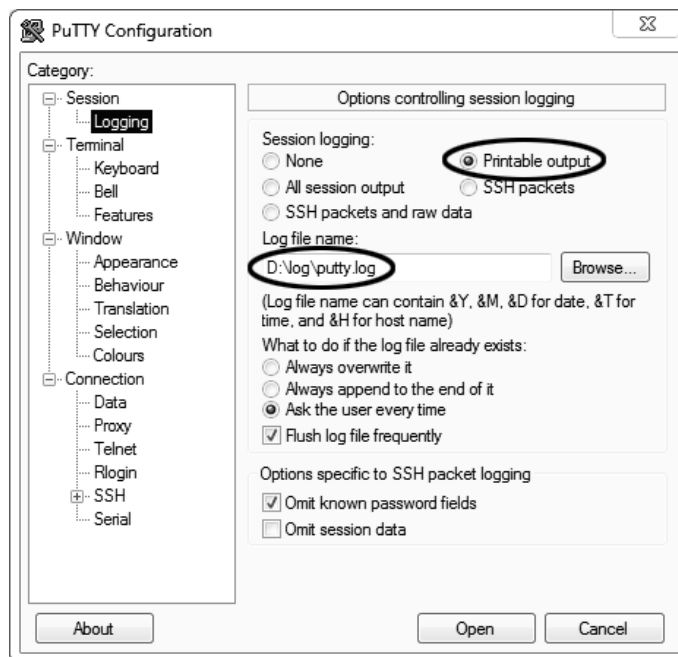 PuTTY Configuration
Category:
Session
Logging
Terminal
Keyboard
Bell
Features
Window
Appearance
Behaviour
Translation
Selection
Colours
Connection
Data
Proxy
Telnet
Rlogin
SSH
Serial
Options controlling session logging
Session logging:
None Printable output
All session output SSH packets
SSH packets and raw data
Log file name:
D:\log\putty.log Browse...
(Log file name can contain &Y, &M, &D for date, &T for
time, and &H for host name)
What to do if the log file already exists:
Always overwrite it
Always append to the end of it
Ask the user every time
Flush log file frequently
Options specific to SSH packet logging
Omit known password fields
Omit session data
About Open Cancel